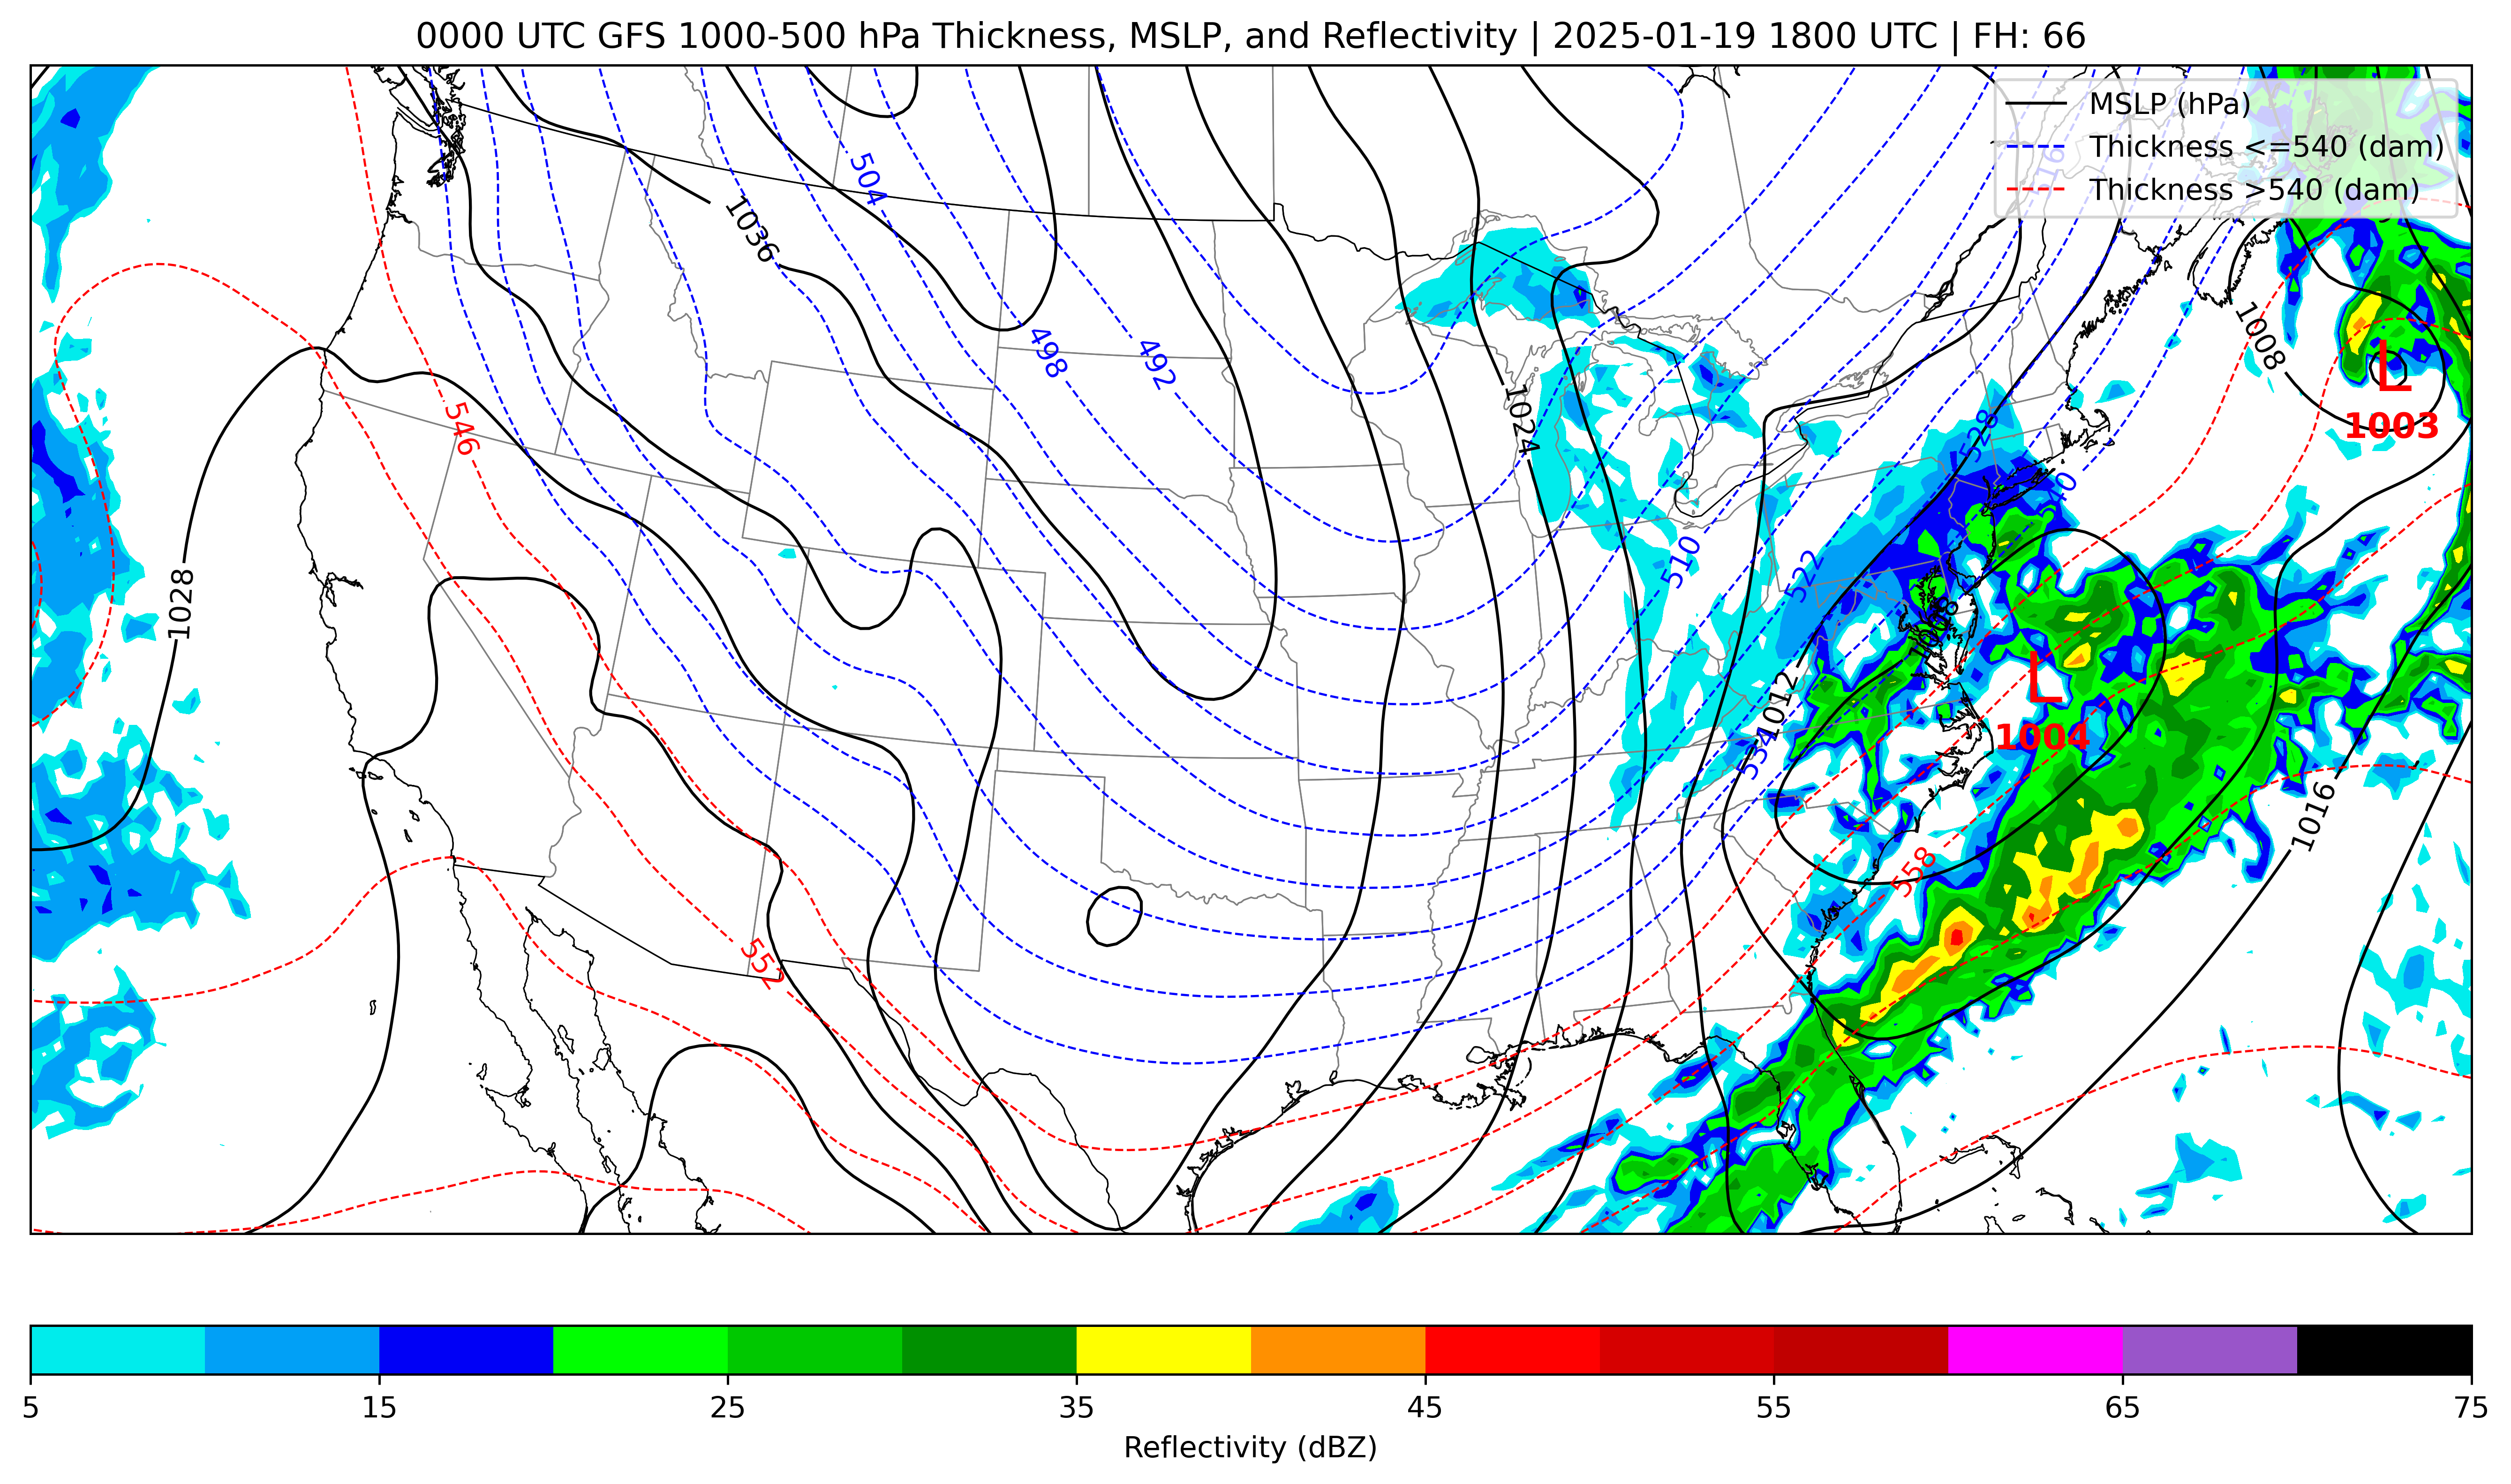 0000 UTC GFS 1000-500 hPa Thickness, MSLP, and Reflectivity | 2025-01-19 1800 UTC | FH: 66
MSLP (hPa)
Thickness <=540 (dam)
Thickness >540 (dam)
516
504
1036
1008
498
492
L
1003
546
1024
528
540
510
522
1028
1008
L
1004
1012
534
1016
558
552
5 15 25 35 45 55 65 75
Reflectivity (dBZ)